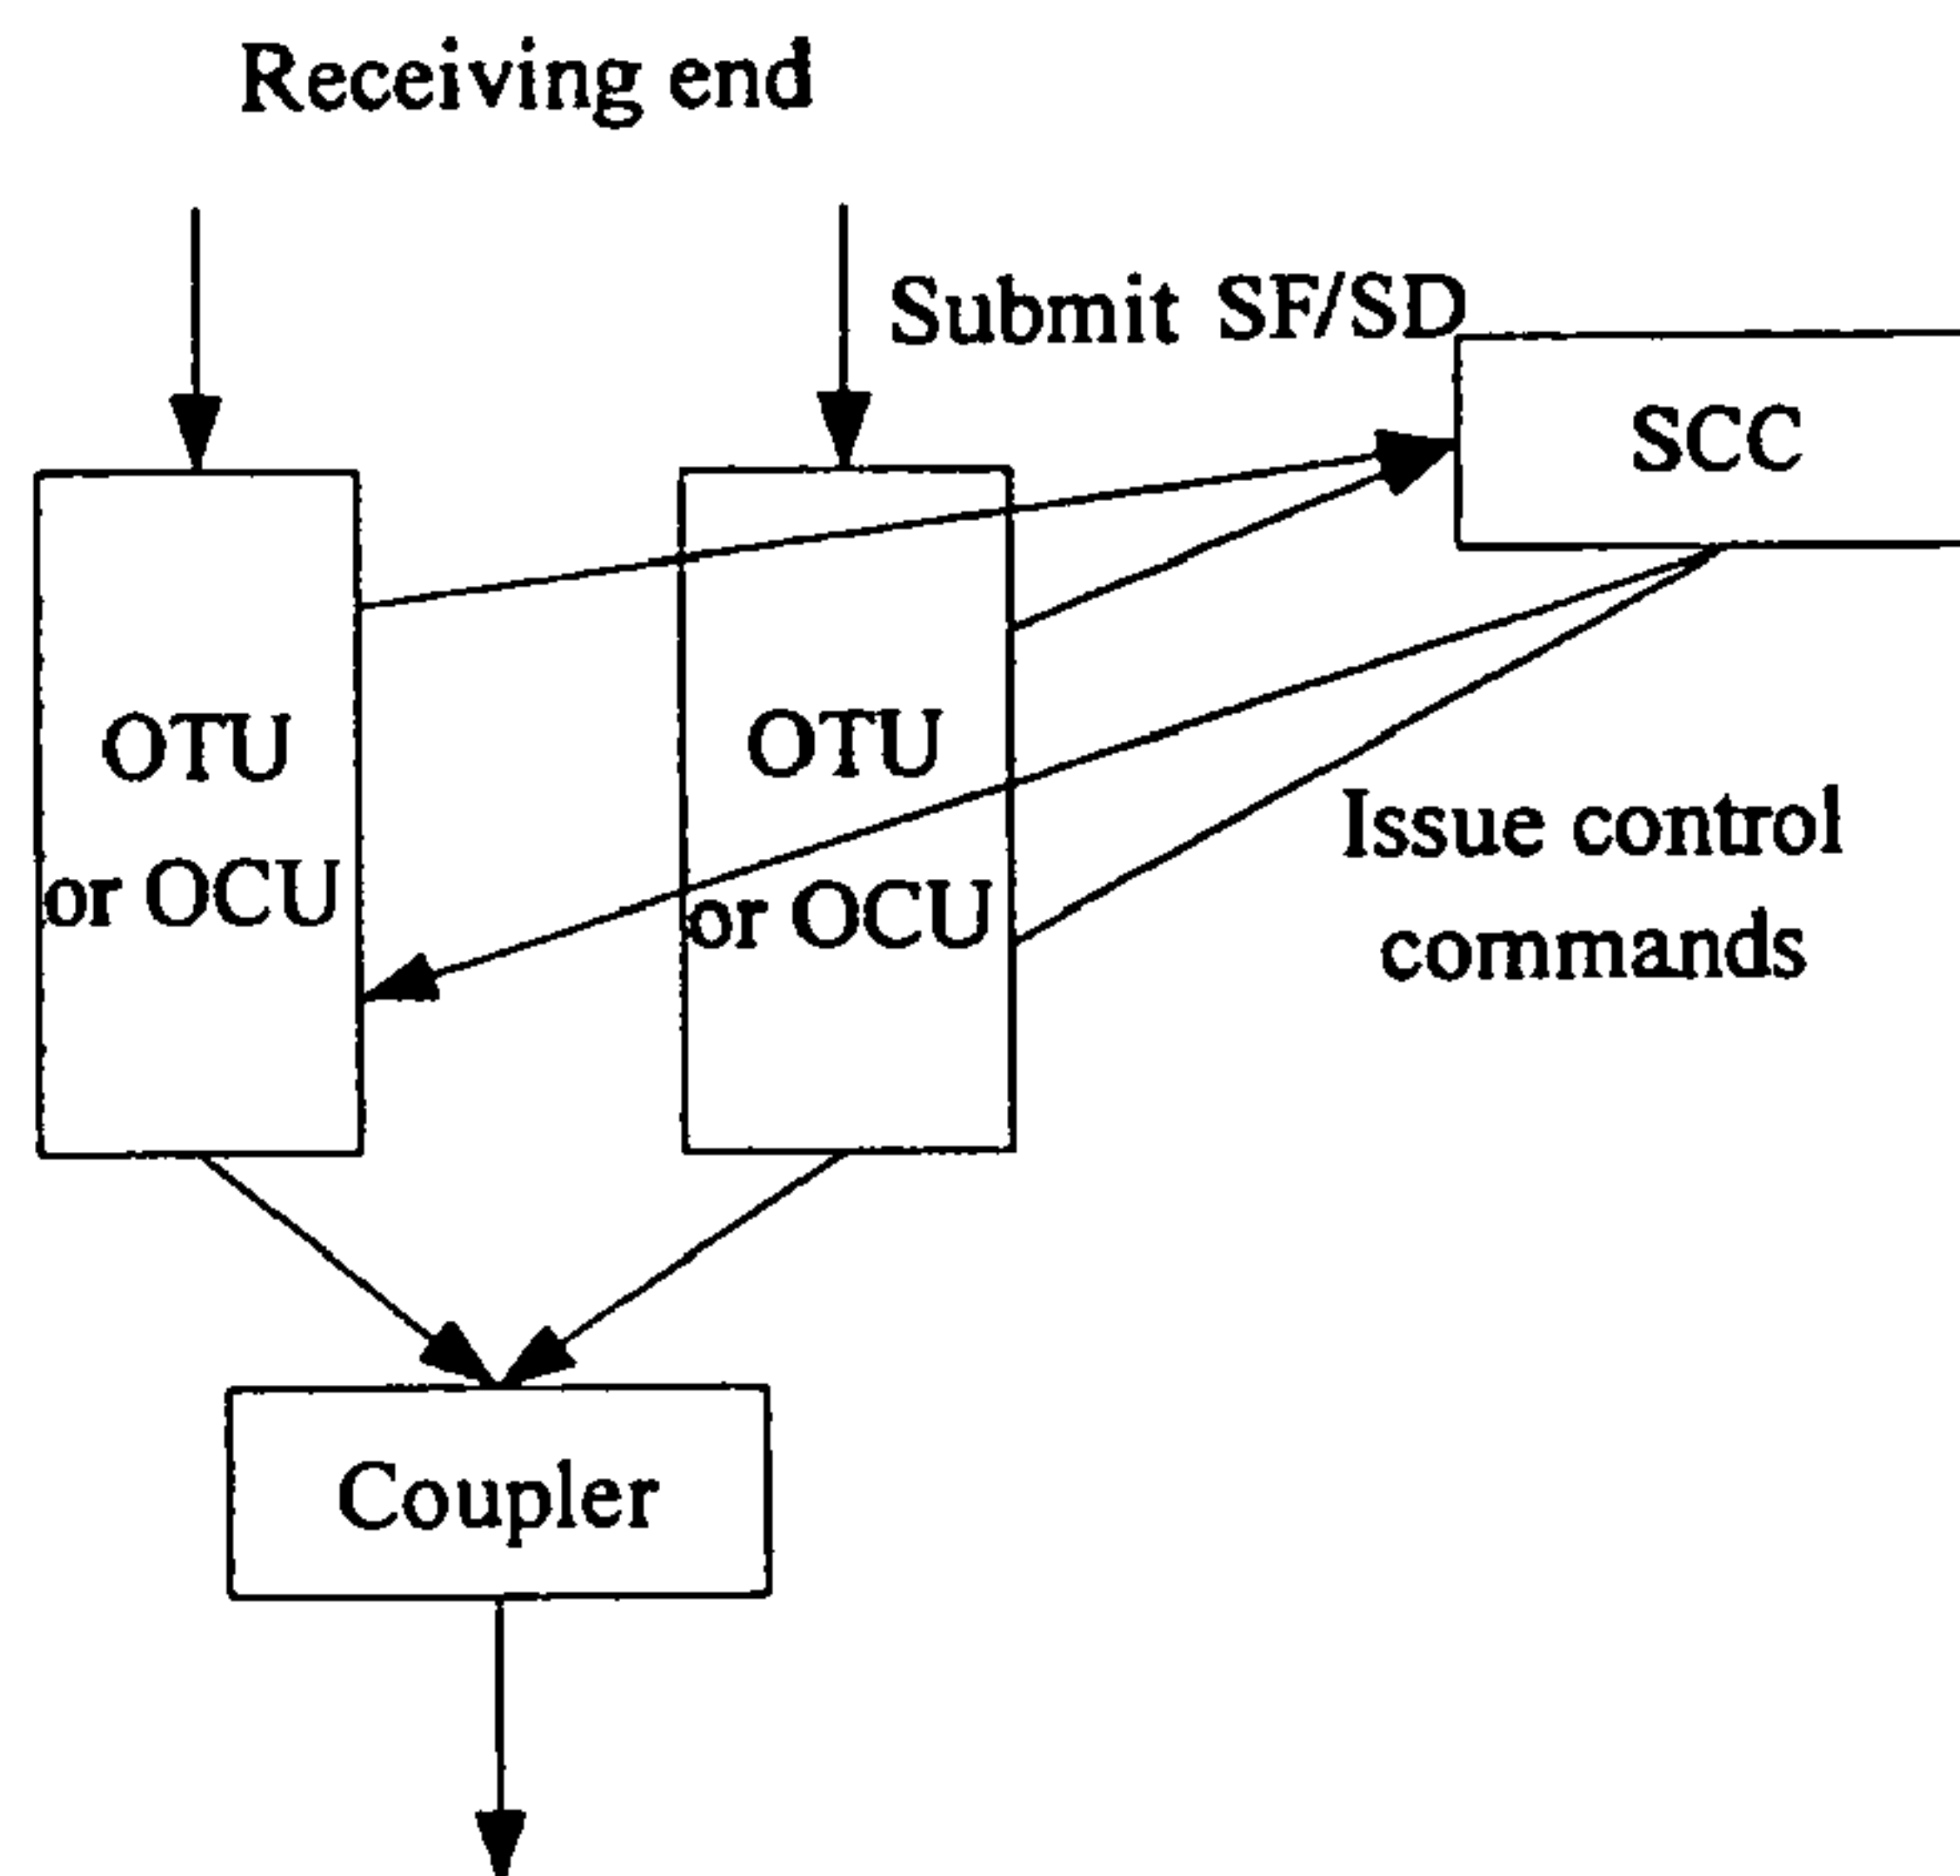 Receiving end
Submit SF/SD
SCC
OTU
or OCU
OTU
or OCU
Issue control
commands
Coupler